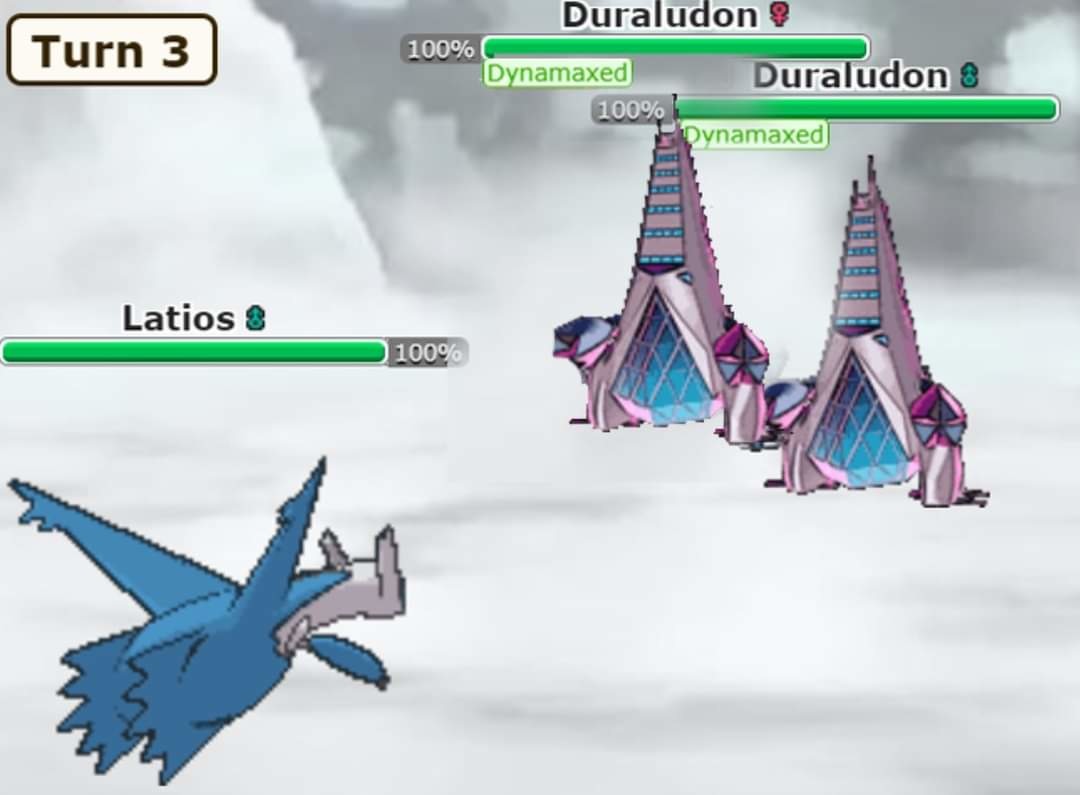 Turn 3
Duraludon ♀
100%
Dynamaxed
Duraludon ♂
100%
Dynamaxed
Latios ♂
100%